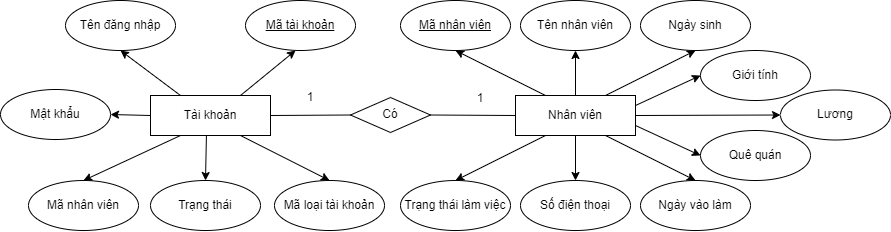 Tên đăng nhập
Mã tài khoản
Mã nhân viên
Tên nhân viên
Ngày sinh
Giới tính
Mật khẩu
Tài khoản
1
Có
1
Nhân viên
Lương
Quê quán
Mã nhân viên
Trạng thái
Mã loại tài khoản
Trạng thái làm việc
Số điện thoại
Ngày vào làm